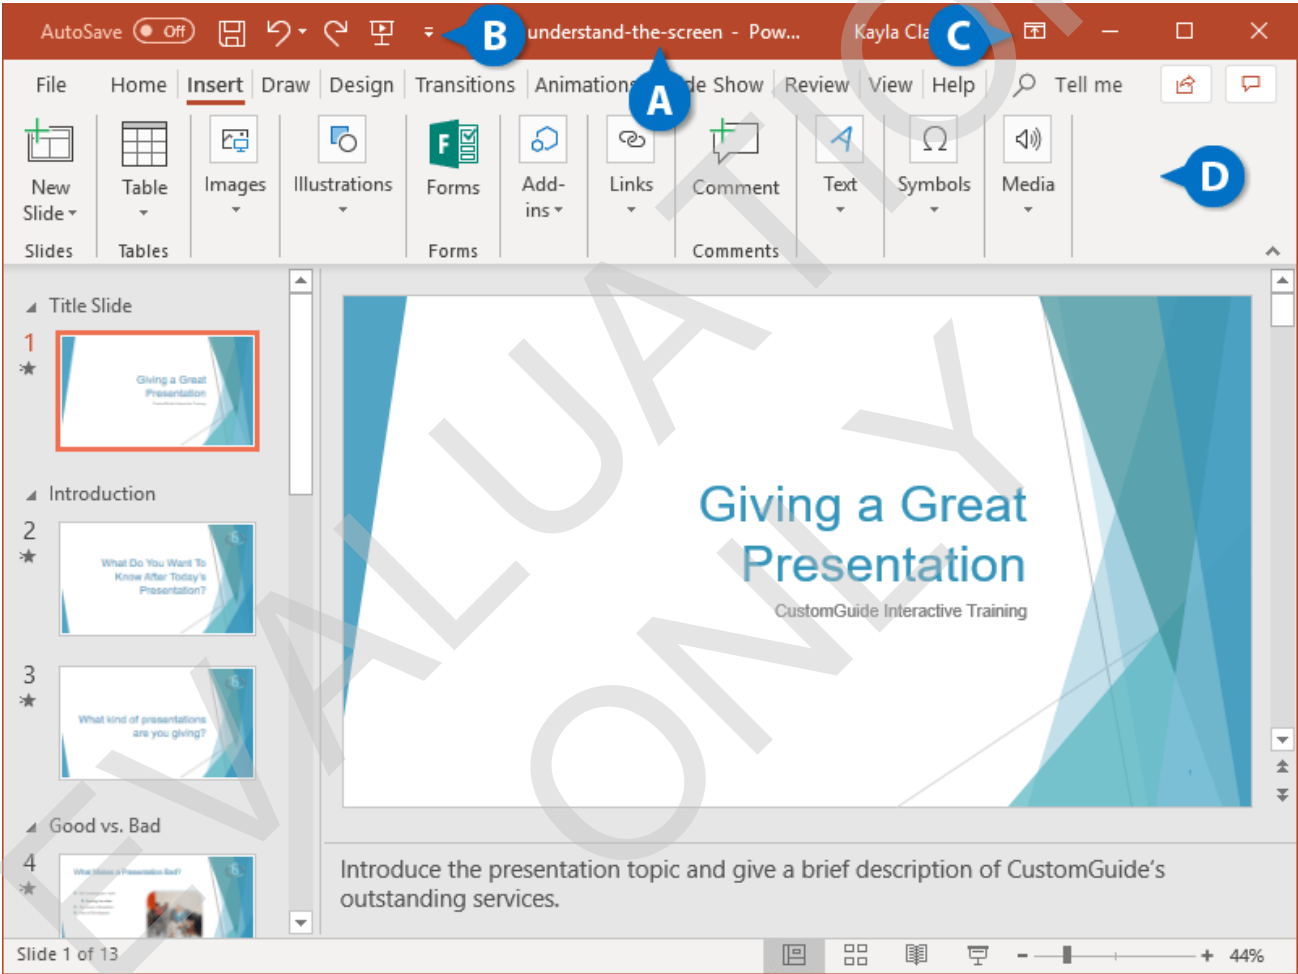 AutoSave Off B understand-the-screen - Pow... Kayla Cla C
File Home Insert Draw Design Transitions Animations A de Show Review View Help Tell me
New Slide Table Images Illustrations Forms Add-ins Links Comment Text Symbols Media D
Slides Tables Forms Comments
Title Slide
1
Giving a Great
Presentation
Introduction
2
What Do You Want To
Know After Today's
Presentation?
3
What kind of presentations
are you giving?
Good vs. Bad
4
What Makes a Presentation Bad?
Giving a Great
Presentation
CustomGuide Interactive Training
Introduce the presentation topic and give a brief description of CustomGuide's
outstanding services.
Slide 1 of 13 44%
EVALUATION
ONLY